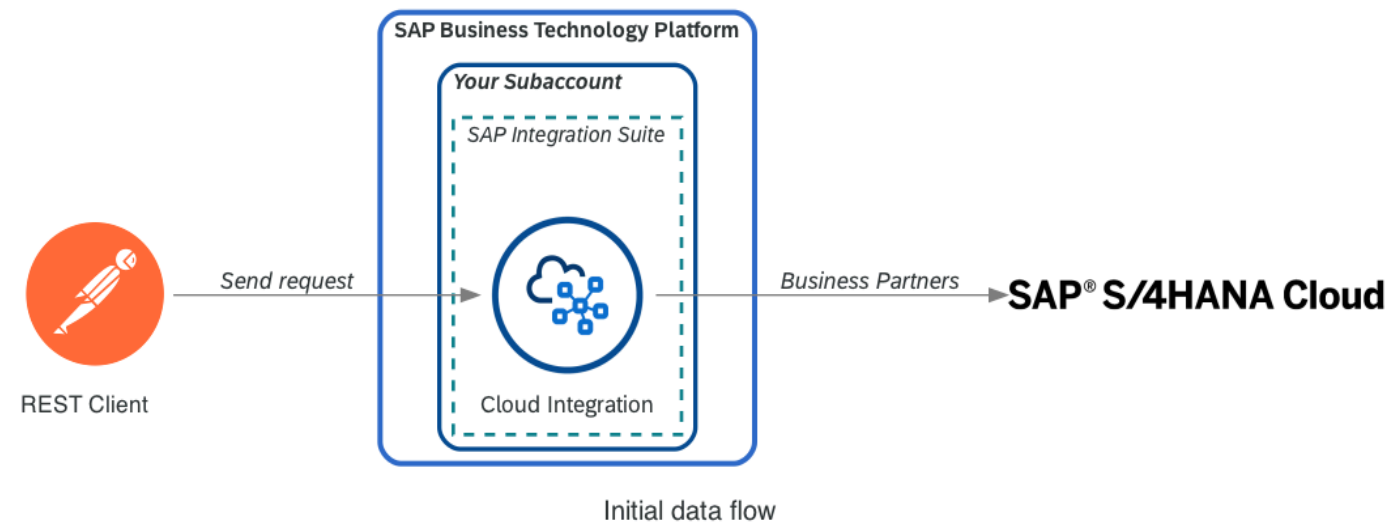 SAP Business Technology Platform
Your Subaccount
SAP Integration Suite
Send request
Business Partners
SAP® S/4HANA Cloud
REST Client
Cloud Integration
Initial data flow